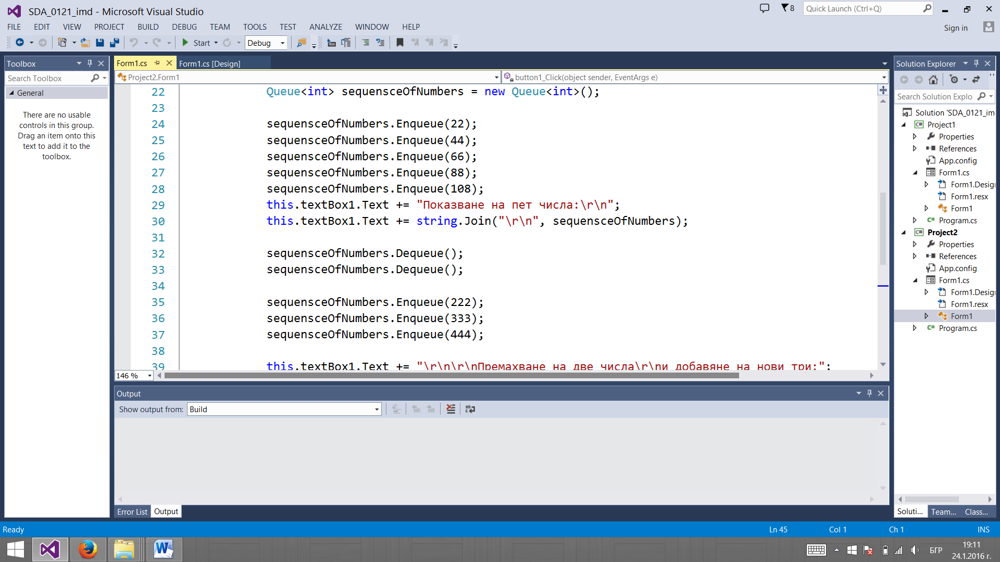 SDA_0121_imd - Microsoft Visual Studio
8
Quick Launch (Ctrl+Q)
FILE EDIT VIEW PROJECT BUILD DEBUG TEAM TOOLS TEST ANALYZE WINDOW HELP
Sign in
Start
Debug
Toolbox
Search Toolbox
General
There are no usable
controls in this group.
Drag an item onto this
text to add it to the
toolbox.
Form1.cs
Form1.cs [Design]
Project2.Form1
button1_Click(object sender, EventArgs e)
22 Queue<int> sequensceOfNumbers = new Queue<int>();
23
24 sequensceOfNumbers.Enqueue(22);
25 sequensceOfNumbers.Enqueue(44);
26 sequensceOfNumbers.Enqueue(66);
27 sequensceOfNumbers.Enqueue(88);
28 sequensceOfNumbers.Enqueue(108);
29 this.textBox1.Text += "Показване на пет числа:\r\n";
30 this.textBox1.Text += string.Join("\r\n", sequensceOfNumbers);
31
32 sequensceOfNumbers.Dequeue();
33 sequensceOfNumbers.Dequeue();
34
35 sequensceOfNumbers.Enqueue(222);
36 sequensceOfNumbers.Enqueue(333);
37 sequensceOfNumbers.Enqueue(444);
38
39 this.textBox1.Text += "\r\n\r\nПремахване на две числа\r\nи добавяне на нови три:";
146 %
Output
Show output from: Build
Error List
Output
Solution Explorer
Search Solution Explo
Solution 'SDA_0121_im
Project1
Properties
References
App.config
Form1.cs
Form1.Desig
Form1.resx
Form1
Program.cs
Project2
Properties
References
App.config
Form1.cs
Form1.Desig
Form1.resx
Form1
Program.cs
Soluti... Team... Class...
Ready
Ln 45 Col 1 Ch 1 INS
БГР
19:11
24.1.2016 г.